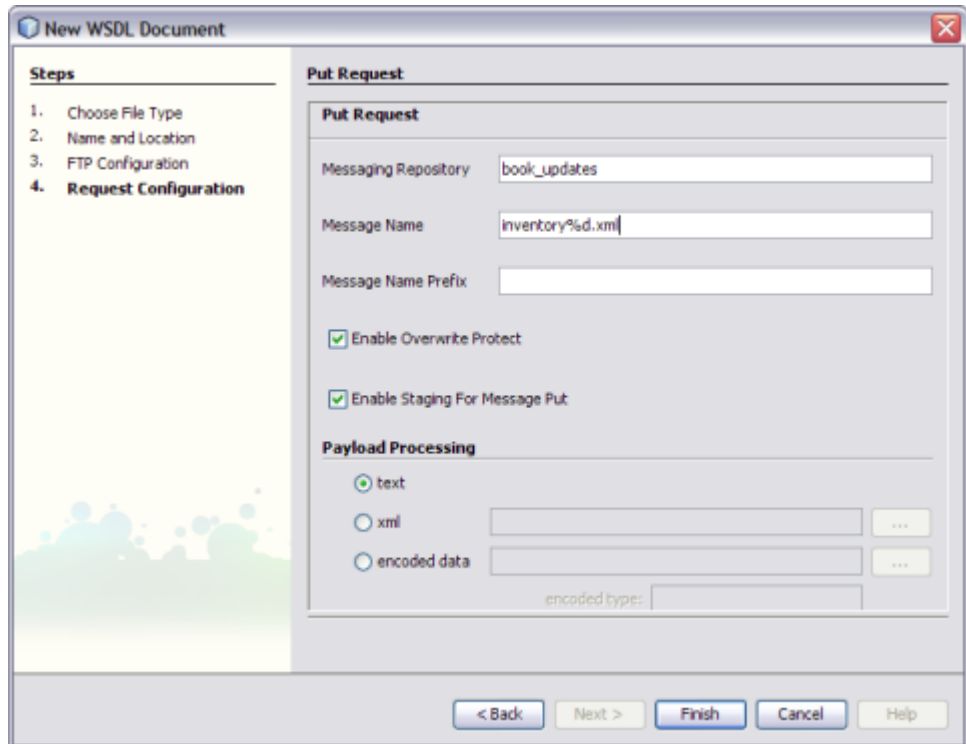 New WSDL Document
Steps
1. Choose File Type
2. Name and Location
3. FTP Configuration
4. Request Configuration
Put Request
Put Request
Messaging Repository book_updates
Message Name inventory%d.xml
Message Name Prefix
Enable Overwrite Protect
Enable Staging For Message Put
Payload Processing
text
xml ...
encoded data ...
encoded type:
< Back Next > Finish Cancel Help